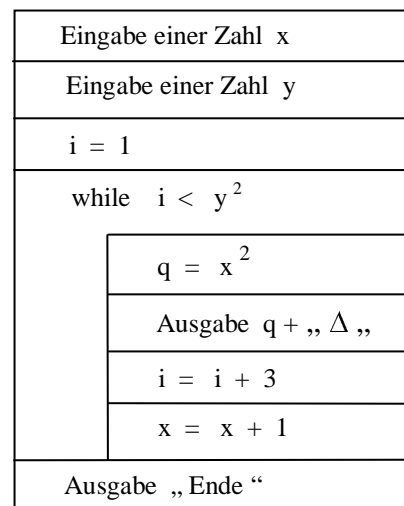 Eingabe einer Zahl x
Eingabe einer Zahl y
i = 1
while i < y²
q = x²
Ausgabe q + „ Δ „
i = i + 3
x = x + 1
Ausgabe „ Ende “